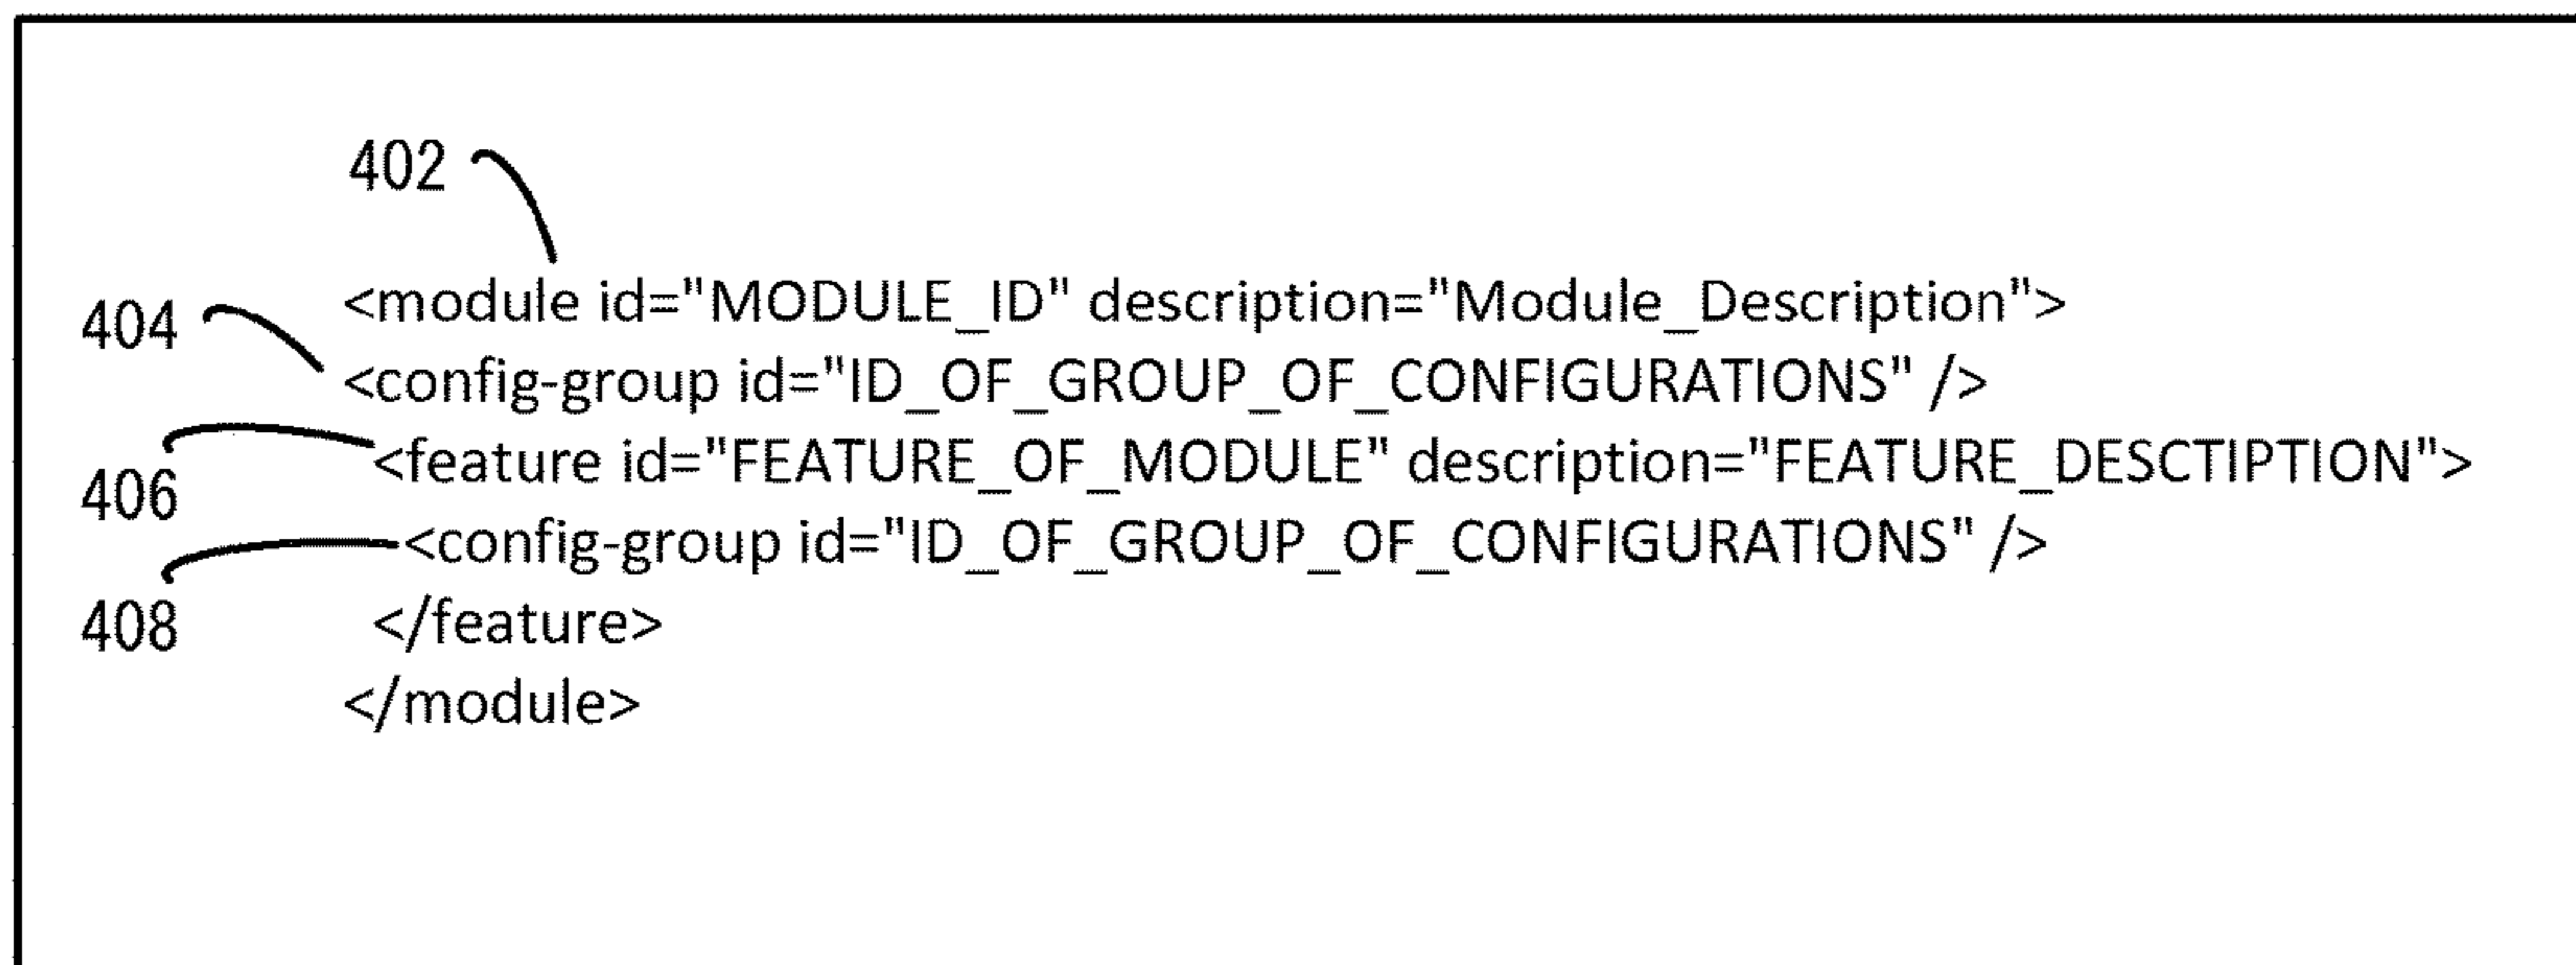 402
404 <module id="MODULE_ID" description="Module_Description">
<config-group id="ID_OF_GROUP_OF_CONFIGURATIONS" />
406 <feature id="FEATURE_OF_MODULE" description="FEATURE_DESCTIPTION">
<config-group id="ID_OF_GROUP_OF_CONFIGURATIONS" />
408 </feature>
</module>